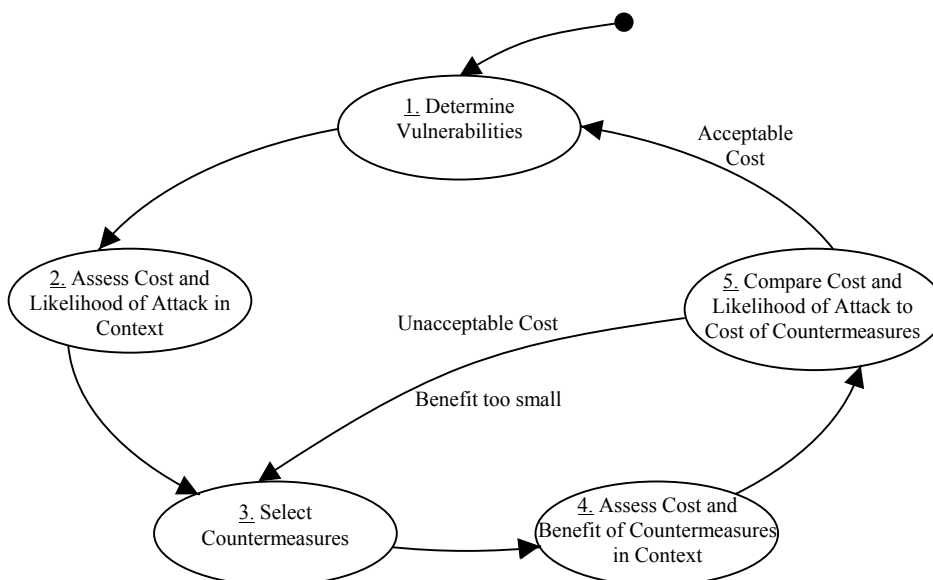 1. Determine
Vulnerabilities
Acceptable
Cost
2. Assess Cost and
Likelihood of Attack in
Context
5. Compare Cost and
Likelihood of Attack to
Cost of Countermeasures
Unacceptable Cost
Benefit too small
3. Select
Countermeasures
4. Assess Cost and
Benefit of Countermeasures
in Context